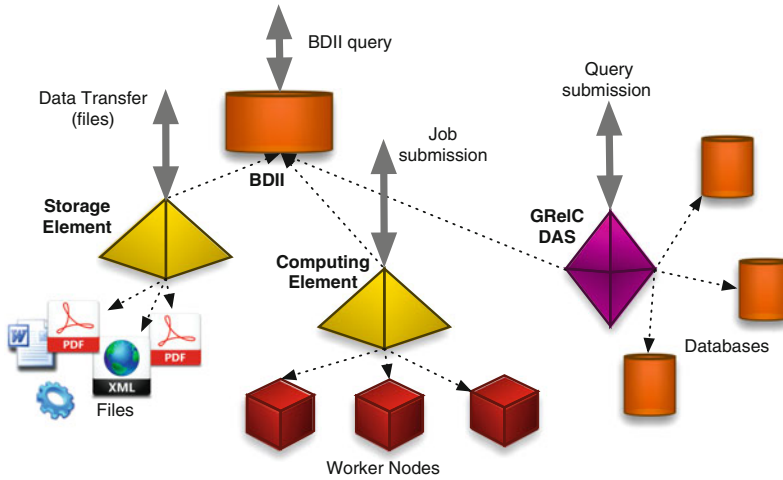 BDII query
Data Transfer
(files)
Query
submission
Job
submission
BDII
Storage
Element
GRelC
DAS
Computing
Element
W
PDF
PDF
XML
Files
Databases
Worker Nodes